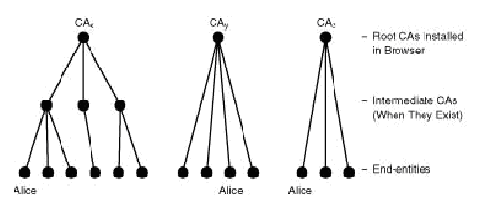 CAx
CAy
CAz
Root CAs Installed
in Browser
Intermediate CAs
(When They Exist)
End-entities
Alice
Alice
Alice